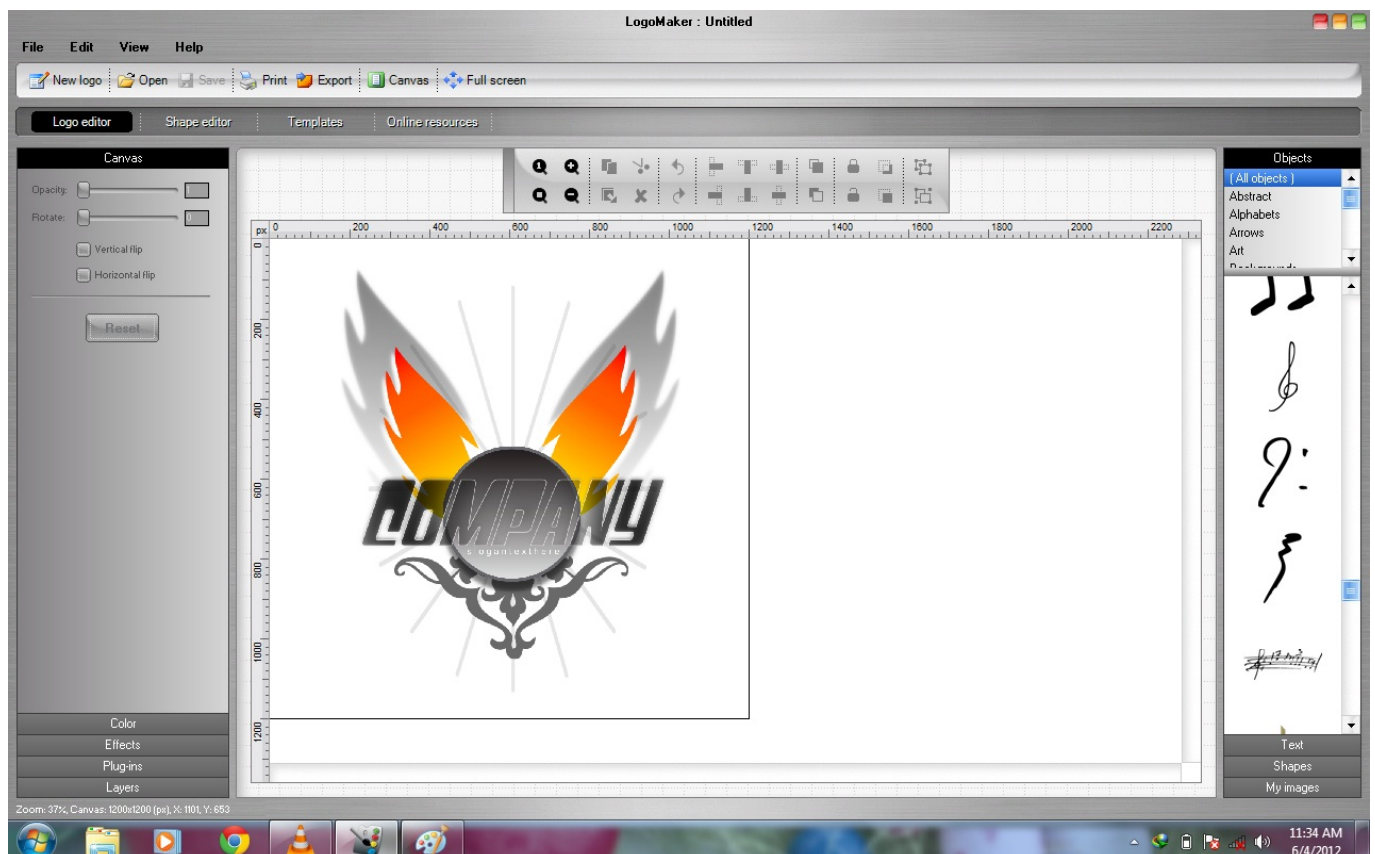 LogoMaker : Untitled
File Edit View Help
New logo Open Save Print Export Canvas Full screen
Logo editor Shape editor Templates Online resources
Canvas
Opacity:
Rotate: 0
Vertical flip
Horizontal flip
Reset
Color
Effects
Plug-ins
Layers
px 0 200 400 600 800 1000 1200 1400 1600 1800 2000 2200
0
200
400
600
800
1000
1200
COMPANY
slogantexthere
Objects
( All objects )
Abstract
Alphabets
Arrows
Art
Backgrounds
Text
Shapes
My images
Zoom: 37%, Canvas: 1200x1200 (px), X: 1101, Y: 653
11:34 AM
6/4/2012